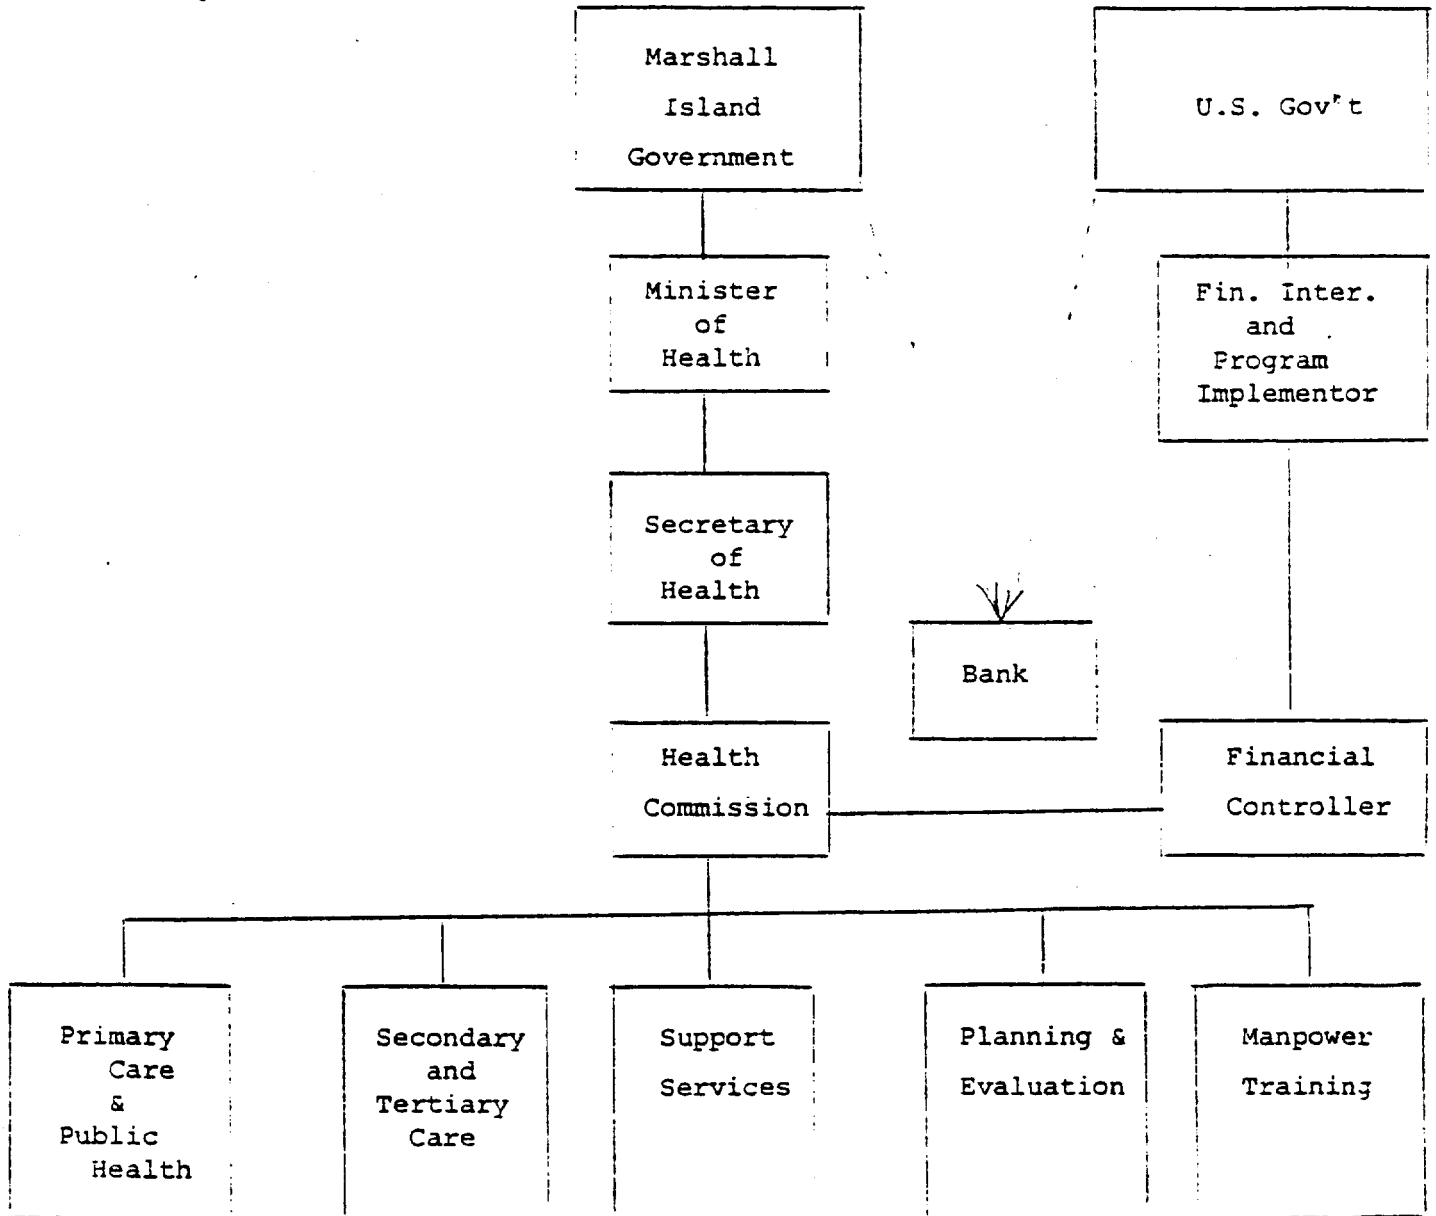 Marshall
Island
Government
U.S. Gov't
Minister
of
Health
Fin. Inter.
and
Program
Implementor
Secretary
of
Health
Bank
Health
Commission
Financial
Controller
Primary
Care
&
Public
Health
Secondary
and
Tertiary
Care
Support
Services
Planning &
Evaluation
Manpower
Training